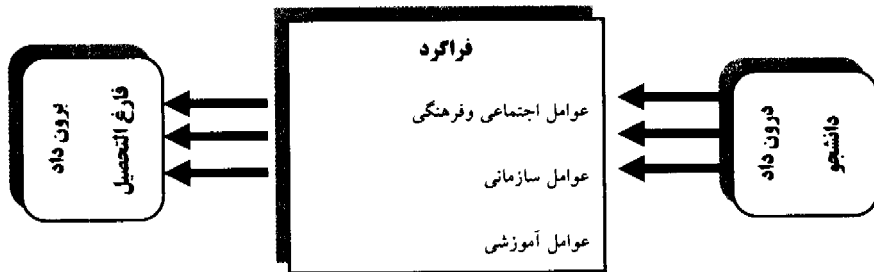 درون داد
دانشجو
فراگرد
عوامل اجتماعی وفرهنگی
عوامل سازمانی
عوامل آموزشی
برون داد
فارغ التحصیل